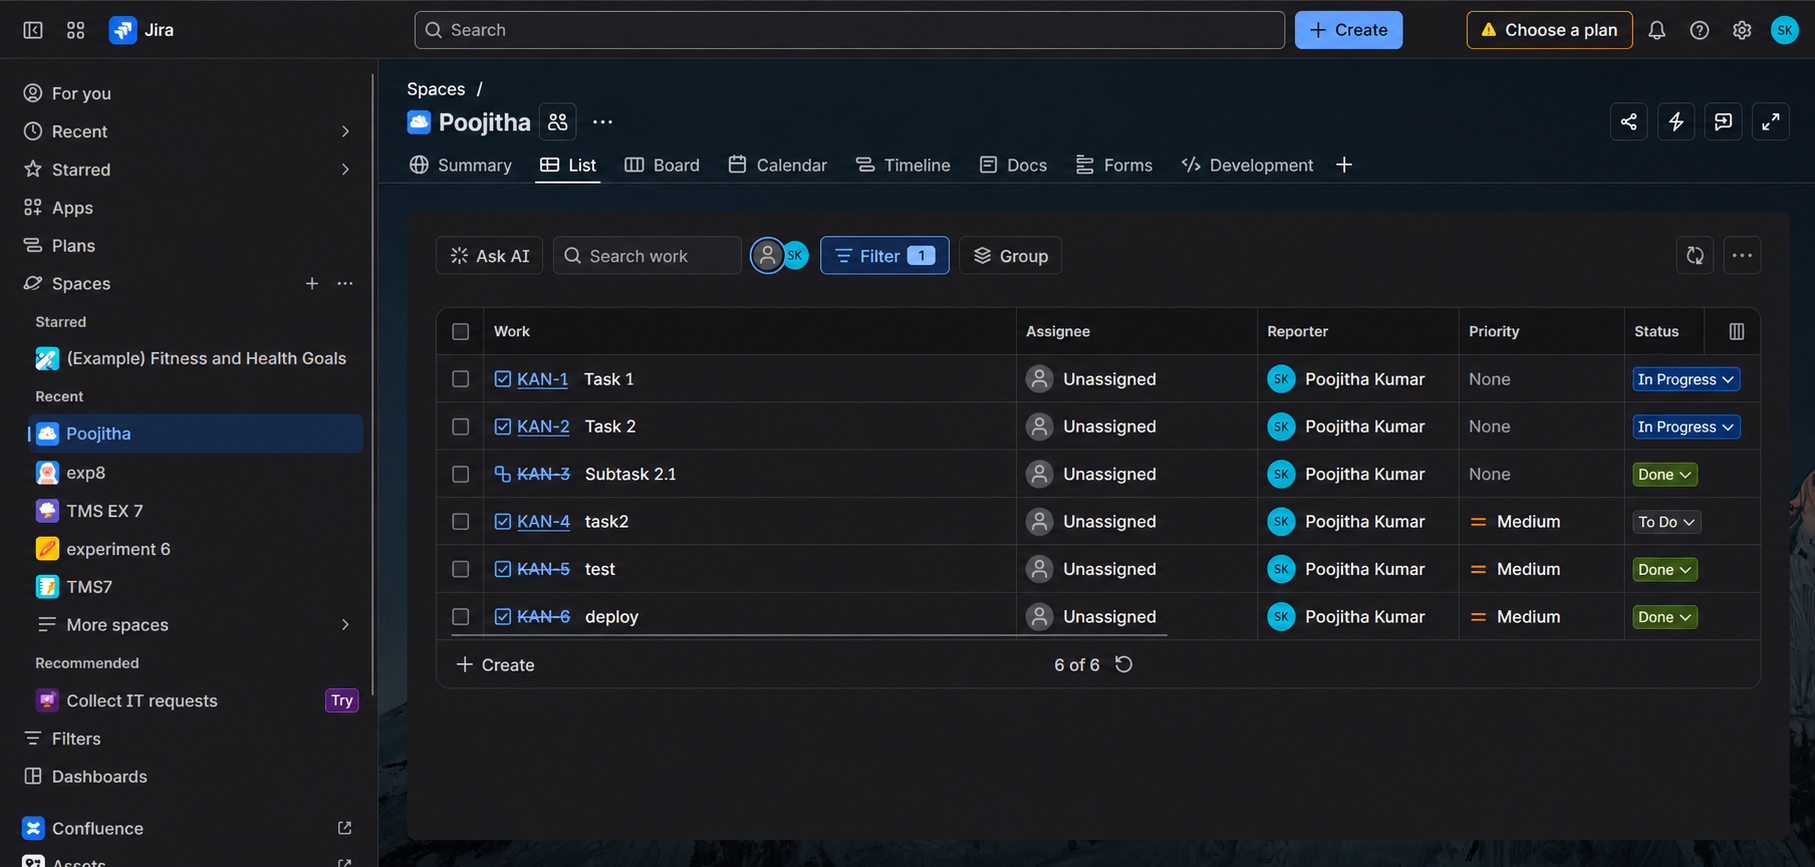 Jira
Search
Create
Choose a plan
SK
For you
Recent
Starred
Apps
Plans
Spaces
Starred
(Example) Fitness and Health Goals
Recent
Poojitha
exp8
TMS EX 7
experiment 6
TMS7
More spaces
Recommended
Collect IT requests Try
Filters
Dashboards
Confluence
Assets
Spaces /
Poojitha
Summary List Board Calendar Timeline Docs Forms Development
Ask AI Search work SK Filter 1 Group
Work Assignee Reporter Priority Status
KAN-1 Task 1 Unassigned SK Poojitha Kumar None In Progress
KAN-2 Task 2 Unassigned SK Poojitha Kumar None In Progress
KAN-3 Subtask 2.1 Unassigned SK Poojitha Kumar None Done
KAN-4 task2 Unassigned SK Poojitha Kumar Medium To Do
KAN-5 test Unassigned SK Poojitha Kumar Medium Done
KAN-6 deploy Unassigned SK Poojitha Kumar Medium Done
Create 6 of 6